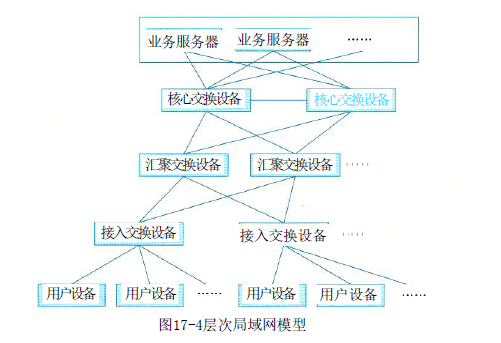 业务服务器 业务服务器 ……
核心交换设备 核心交换设备
汇聚交换设备 汇聚交换设备 ……
接入交换设备 接入交换设备 ……
用户设备 用户设备 …… 用户设备 用户设备 ……
图17-4层次局域网模型